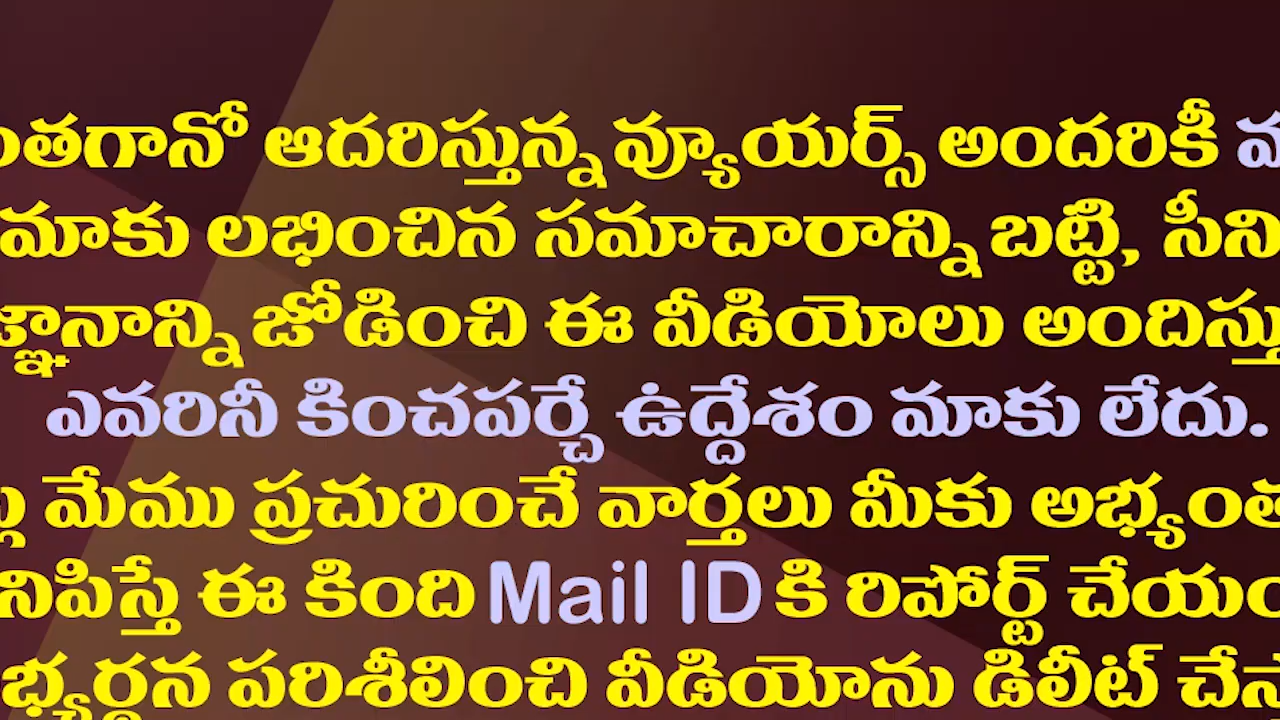 ఆదరిస్తున్న వ్యూయర్స్ అందరికీ
మాకు లభించిన సమాచారాన్ని బట్టి,
జోడించి ఈ వీడియోలు
ఎవరినీ కించపర్చే ఉద్దేశం మాకు లేదు.
మేము ప్రచురించే వార్తలు మీకు
ఈ కింది Mail ID కి రిపోర్ట్
పరిశీలించి వీడియోను డిలీట్